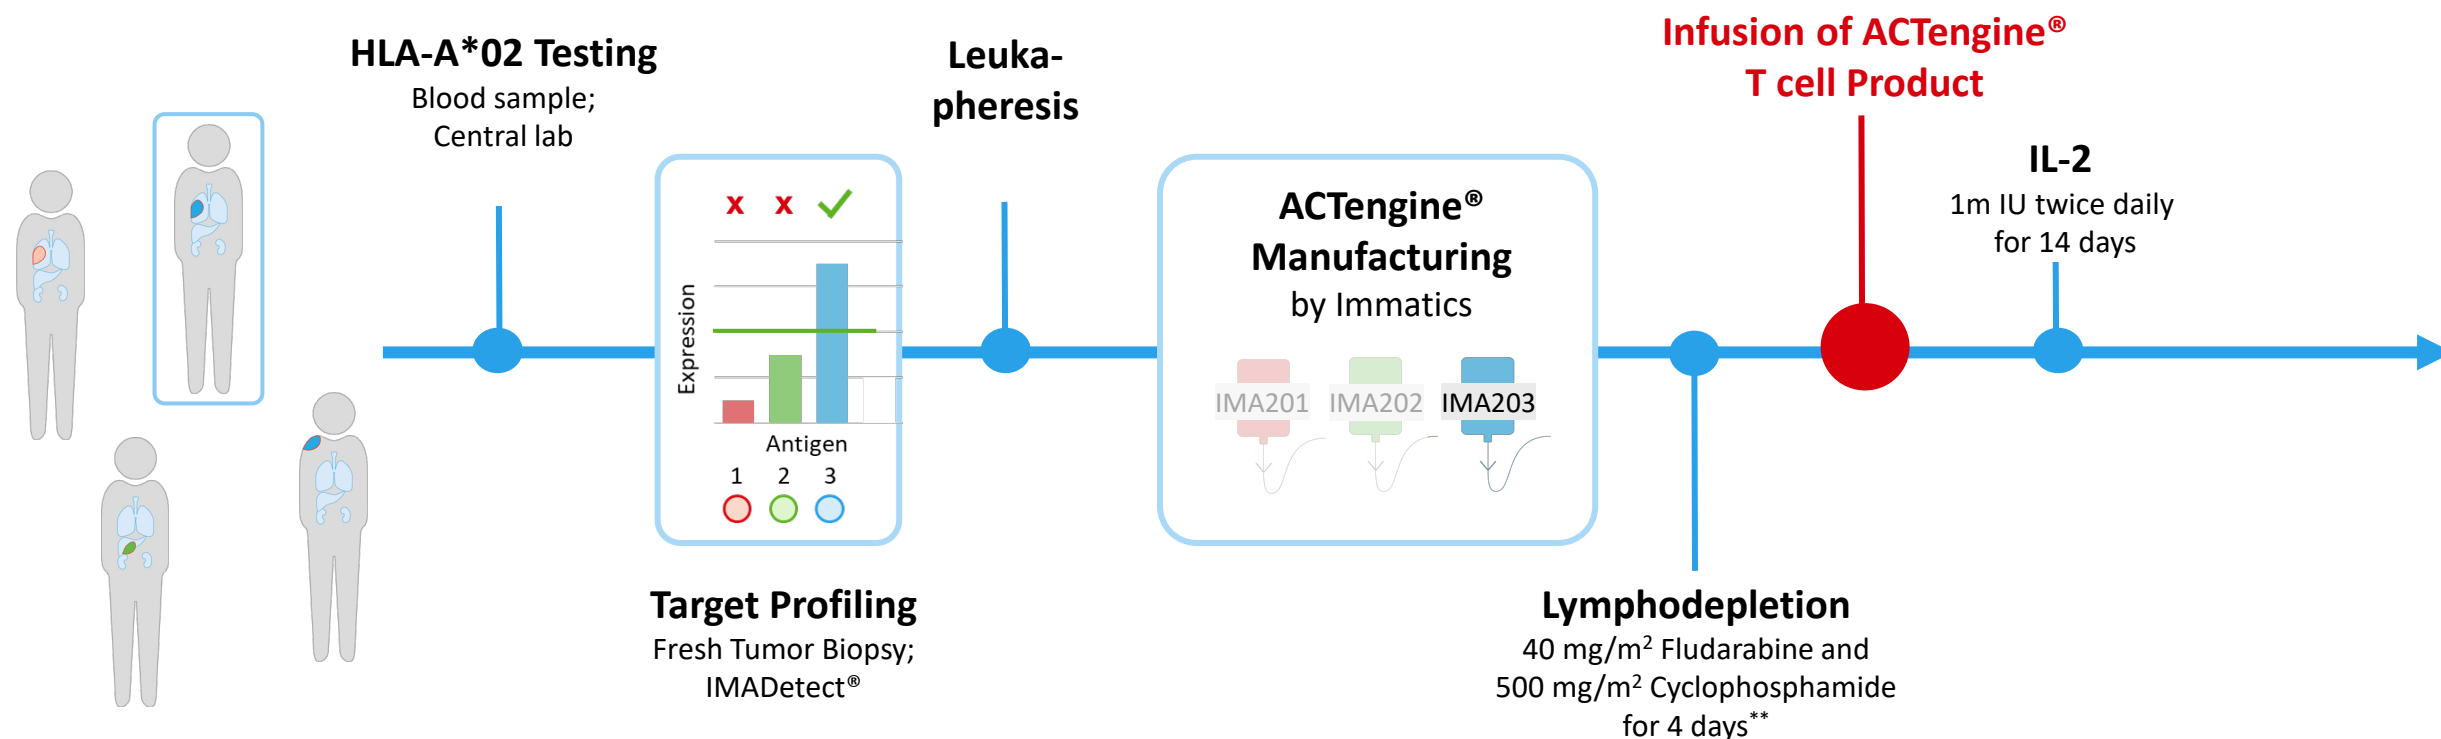 HLA-A*02 Testing
Blood sample;
Central lab
x x
Expression
Antigen
1 2 3
Target Profiling
Fresh Tumor Biopsy;
IMADetect®
Leuka-
pheresis
ACTengine®
Manufacturing
by Immatics
IMA201 IMA202 IMA203
Lymphodepletion
40 mg/m² Fludarabine and
500 mg/m² Cyclophosphamide
for 4 days**
Infusion of ACTengine®
T cell Product
IL-2
1m IU twice daily
for 14 days